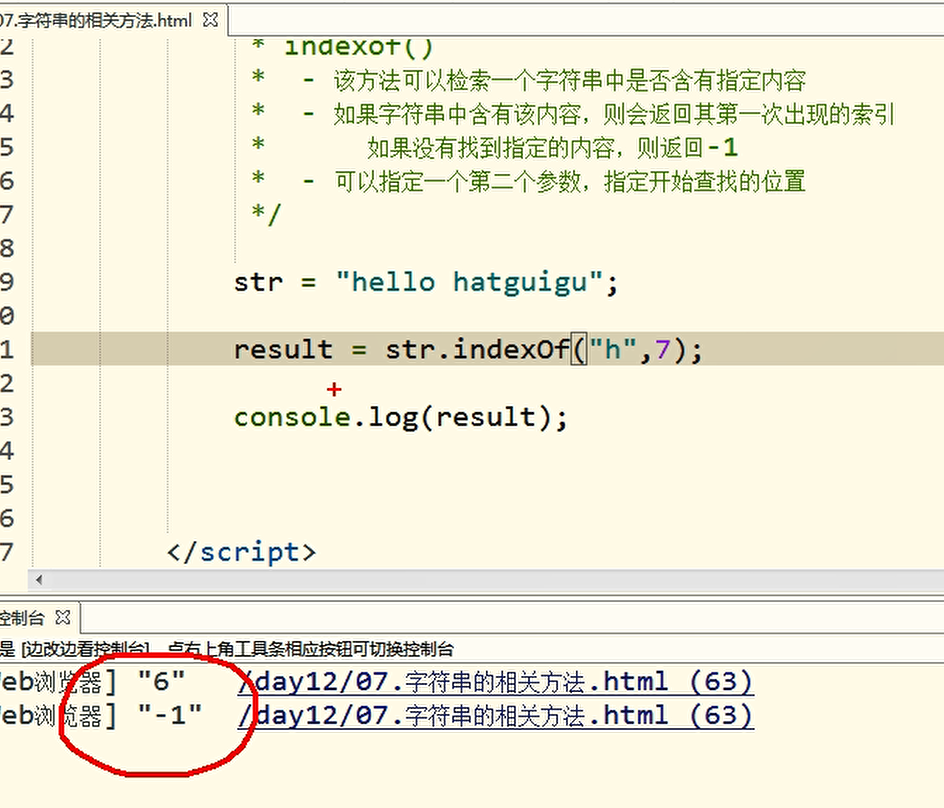 07.字符串的相关方法.html
2 * indexOf()
3 * - 该方法可以检索一个字符串中是否含有指定内容
4 * - 如果字符串中含有该内容，则会返回其第一次出现的索引
5 * 如果没有找到指定的内容，则返回-1
6 * - 可以指定一个第二个参数，指定开始查找的位置
7 */
8
9 str = "hello hatguigu";
0
1 result = str.indexOf("h",7);
2
3 console.log(result);
4
5
6
7 </script>
控制台
是 [边改边看控制台]，点右上角工具条相应按钮可切换控制台
eb浏览器] "6" /day12/07.字符串的相关方法.html (63)
eb浏览器] "-1" /day12/07.字符串的相关方法.html (63)